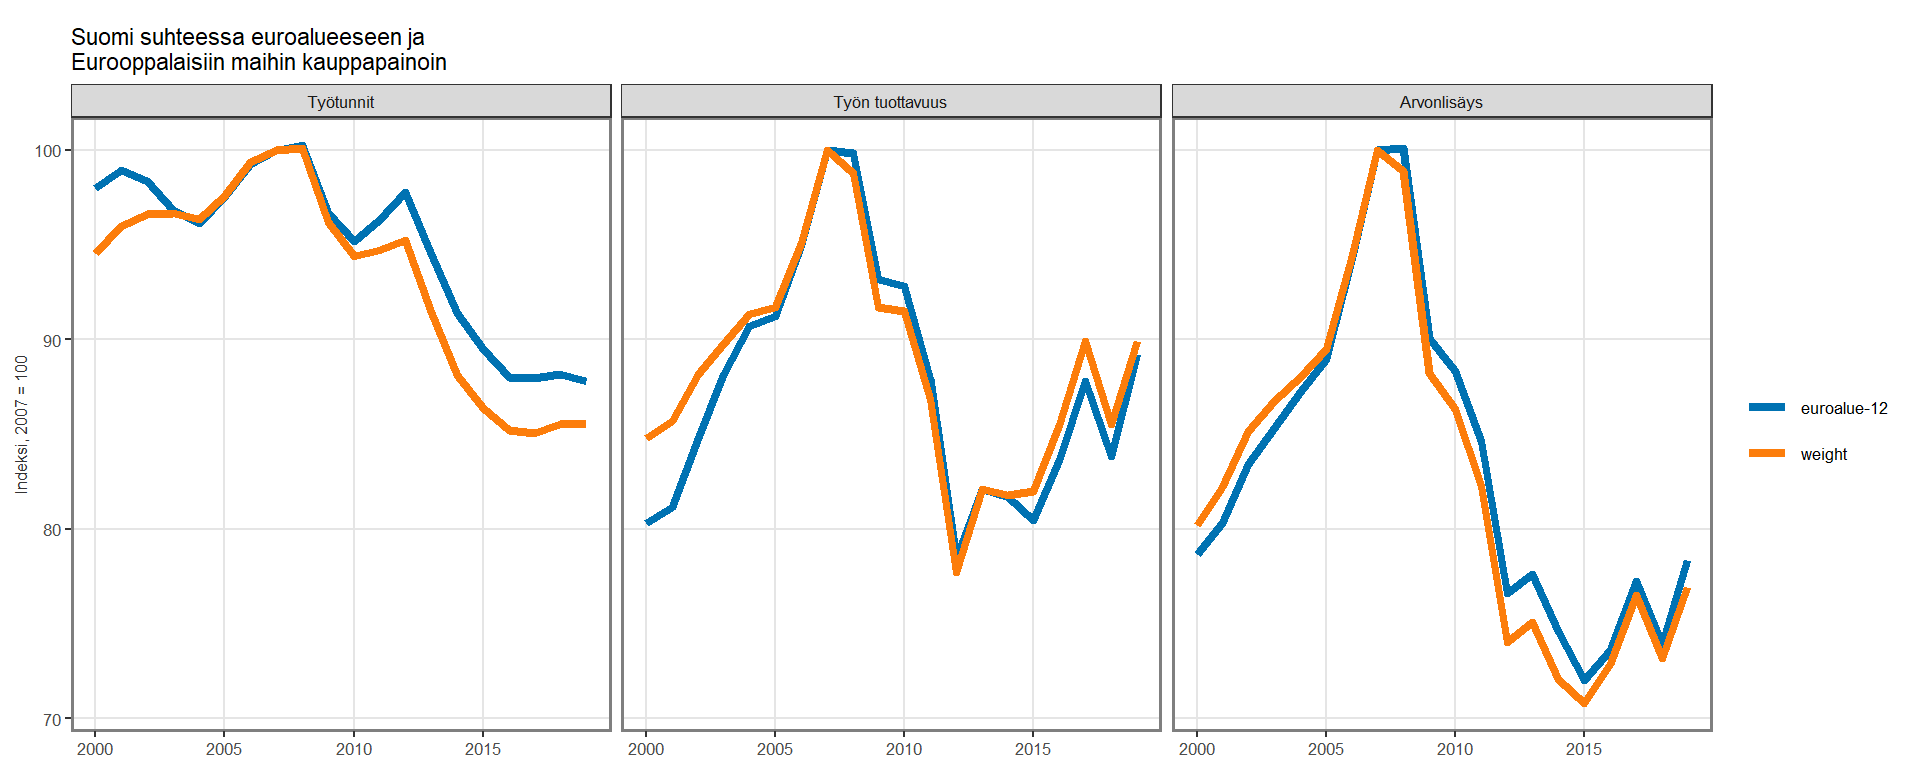 Suomi suhteessa euroalueeseen ja
Eurooppalaisiin maihin kauppapainoin
Työtunnit
Työn tuottavuus
Arvonlisäys
Indeksi, 2007 = 100
100
90
80
70
2000 2005 2010 2015
2000 2005 2010 2015
2000 2005 2010 2015
euroalue-12
weight